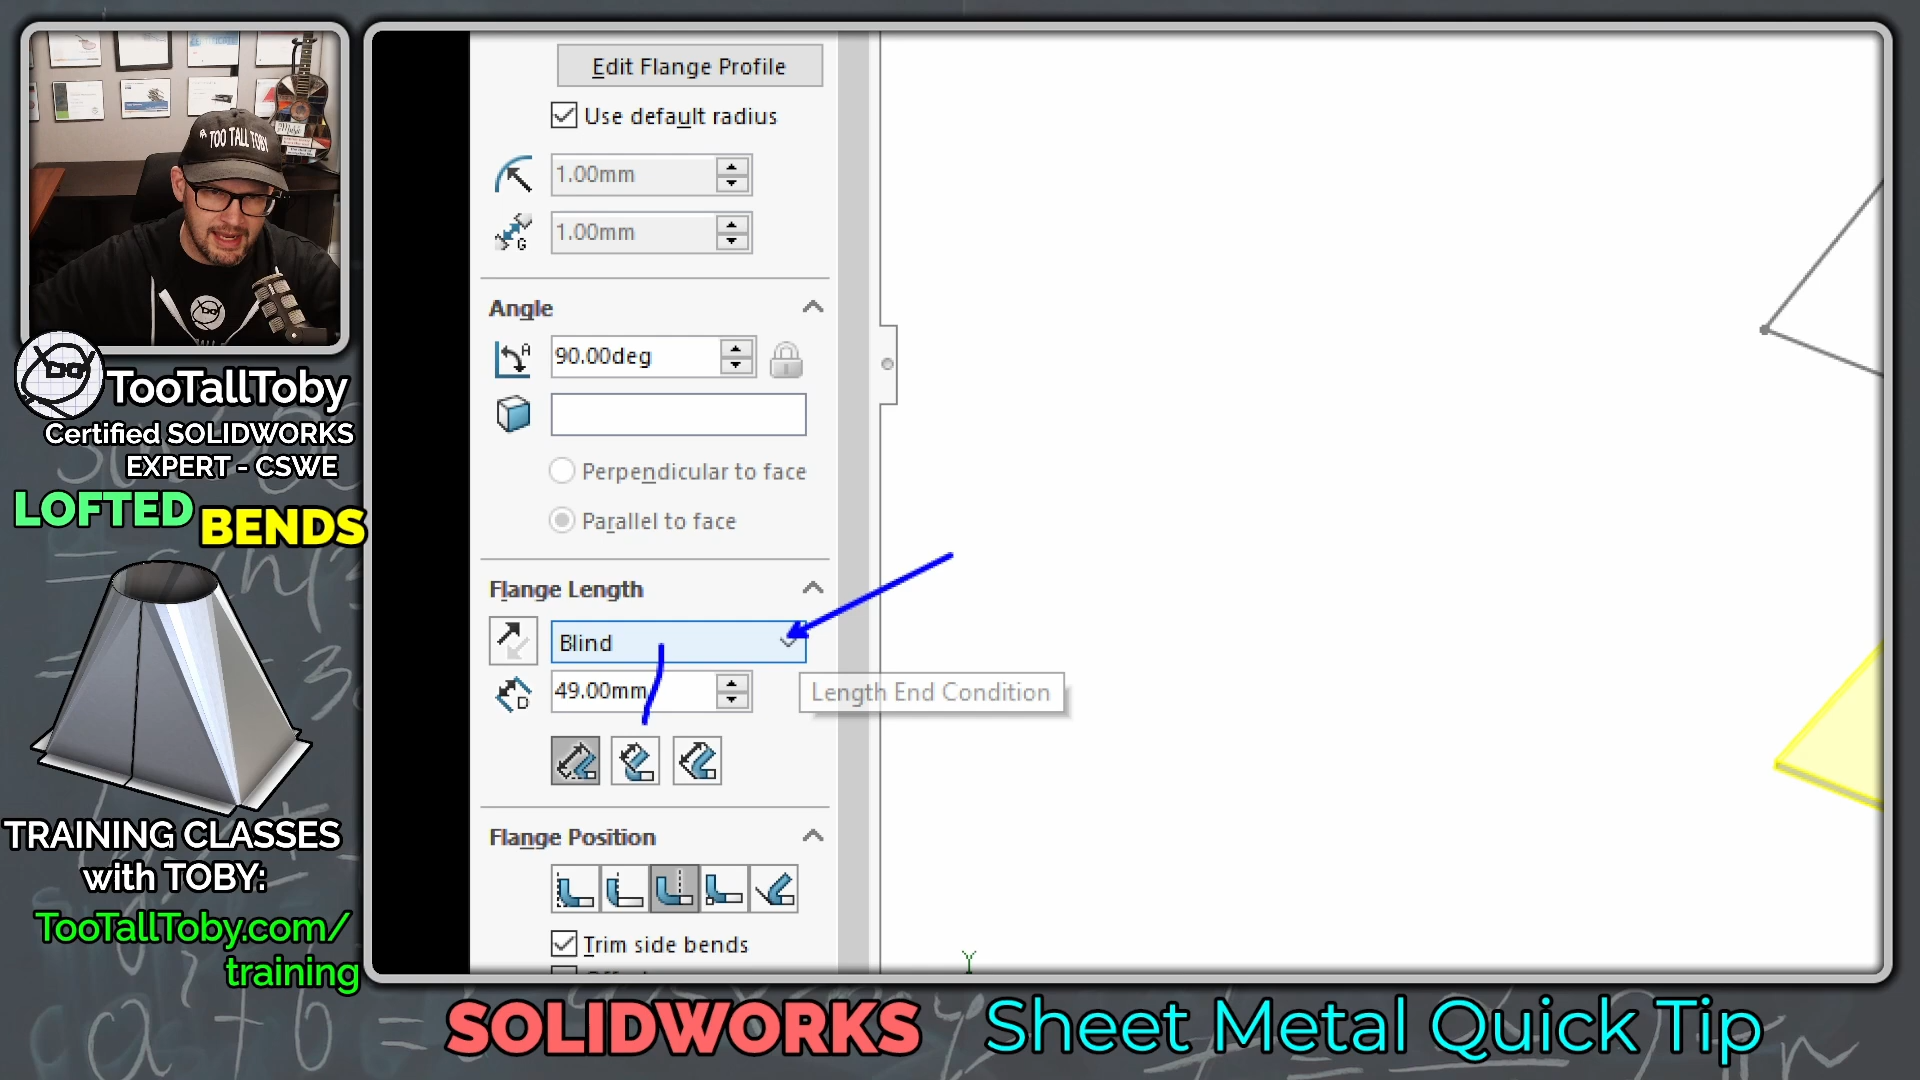 TOO TALL TOBY
TooTallToby
Certified SOLIDWORKS
EXPERT - CSWE
LOFTED
BENDS
TRAINING CLASSES
with TOBY:
TooTallToby.com/
training
Edit Flange Profile
Use default radius
1.00mm
G
1.00mm
Angle
A
90.00deg
Perpendicular to face
Parallel to face
Flange Length
Blind
D
49.00mm
Length End Condition
Flange Position
Trim side bends
Y
SOLIDWORKS
Sheet Metal Quick Tip